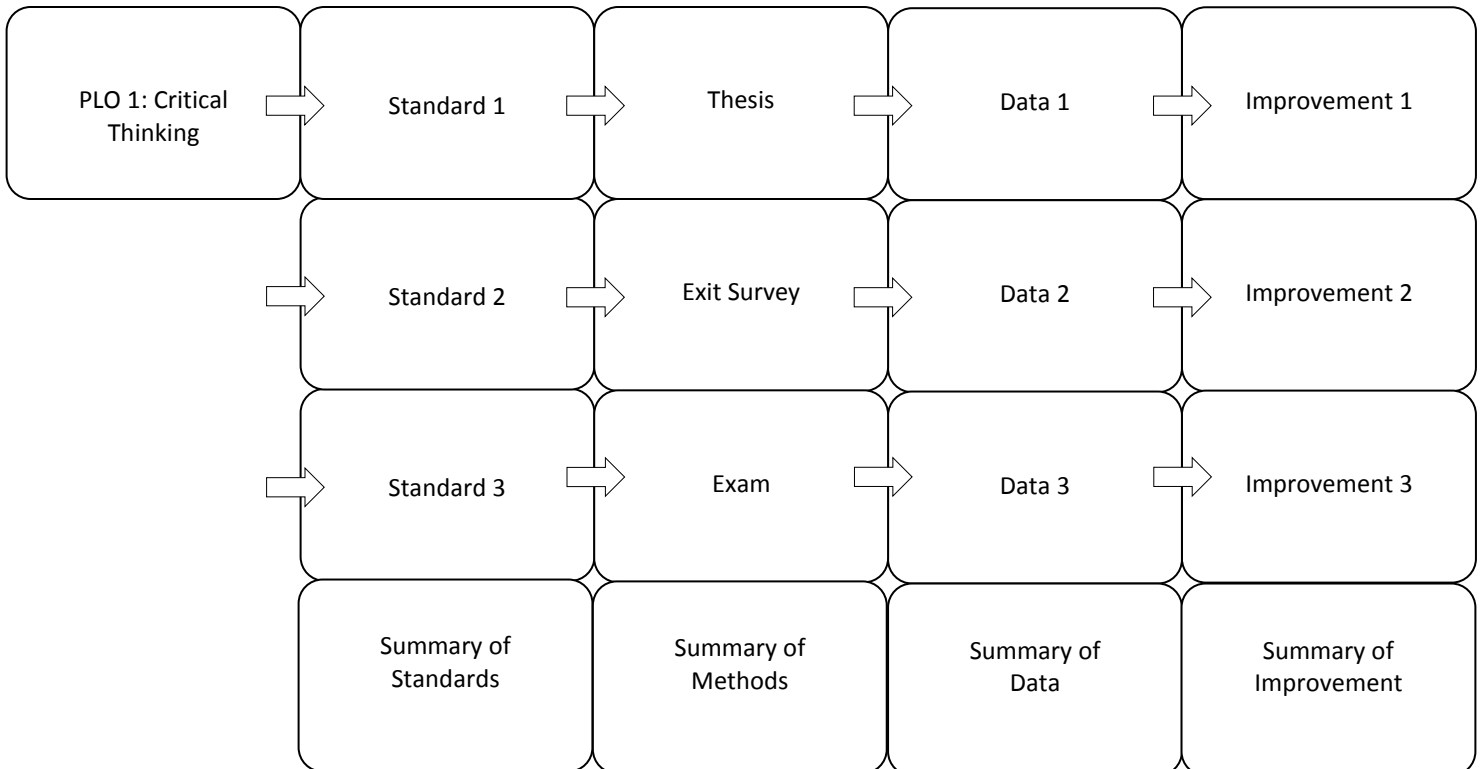 PLO 1: Critical
Thinking
Standard 1
Thesis
Data 1
Improvement 1
Standard 2
Exit Survey
Data 2
Improvement 2
Standard 3
Exam
Data 3
Improvement 3
Summary of
Standards
Summary of
Methods
Summary of
Data
Summary of
Improvement